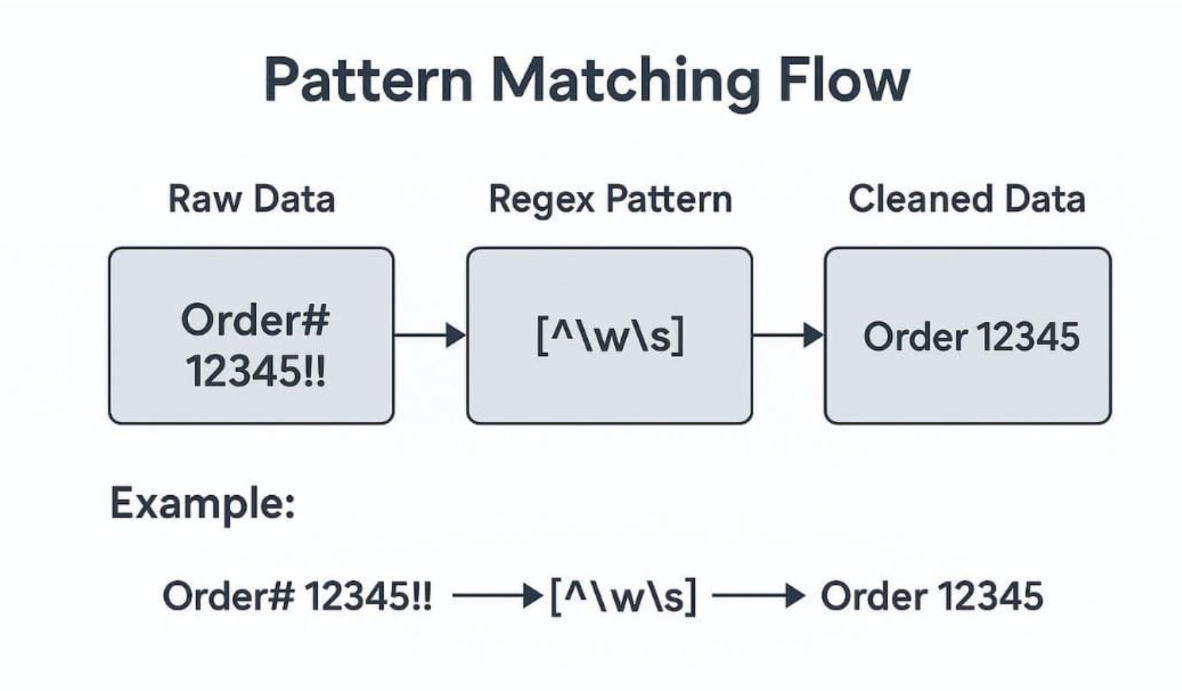 Pattern Matching Flow
Raw Data
Regex Pattern
Cleaned Data
Order#
12345!!
[^\w\s]
Order 12345
Example:
Order# 12345!! → [^\w\s] → Order 12345